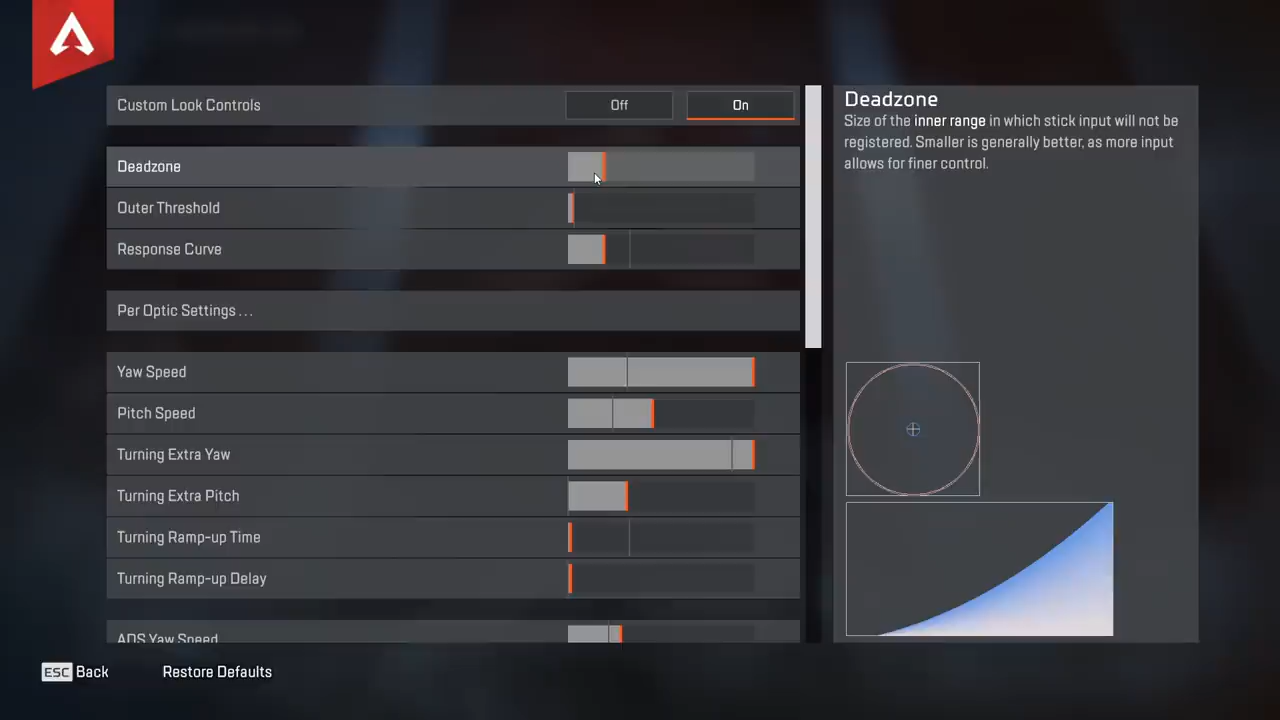 Custom Look Controls
Off
On
Deadzone
Outer Threshold
Response Curve
Per Optic Settings...
Yaw Speed
Pitch Speed
Turning Extra Yaw
Turning Extra Pitch
Turning Ramp-up Time
Turning Ramp-up Delay
ADS Yaw Speed
Deadzone
Size of the inner range in which stick input will not be
registered. Smaller is generally better, as more input
allows for finer control.
ESC Back
Restore Defaults